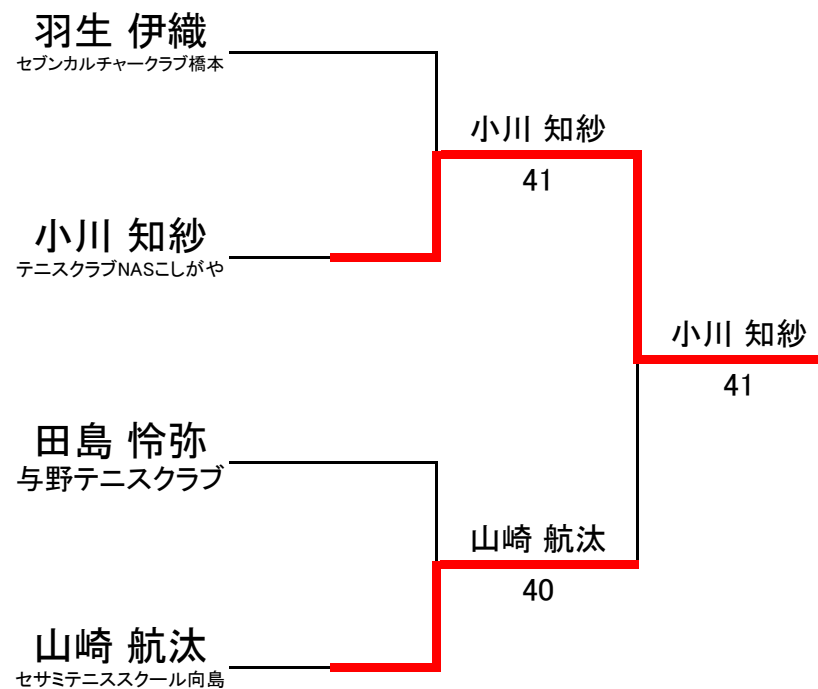 羽生 伊織
セブンカルチャークラブ橋本
小川 知紗
41
小川 知紗
テニスクラブNASこしがや
小川 知紗
41
田島 怜弥
与野テニスクラブ
山崎 航汰
40
山崎 航汰
セサミテニススクール向島